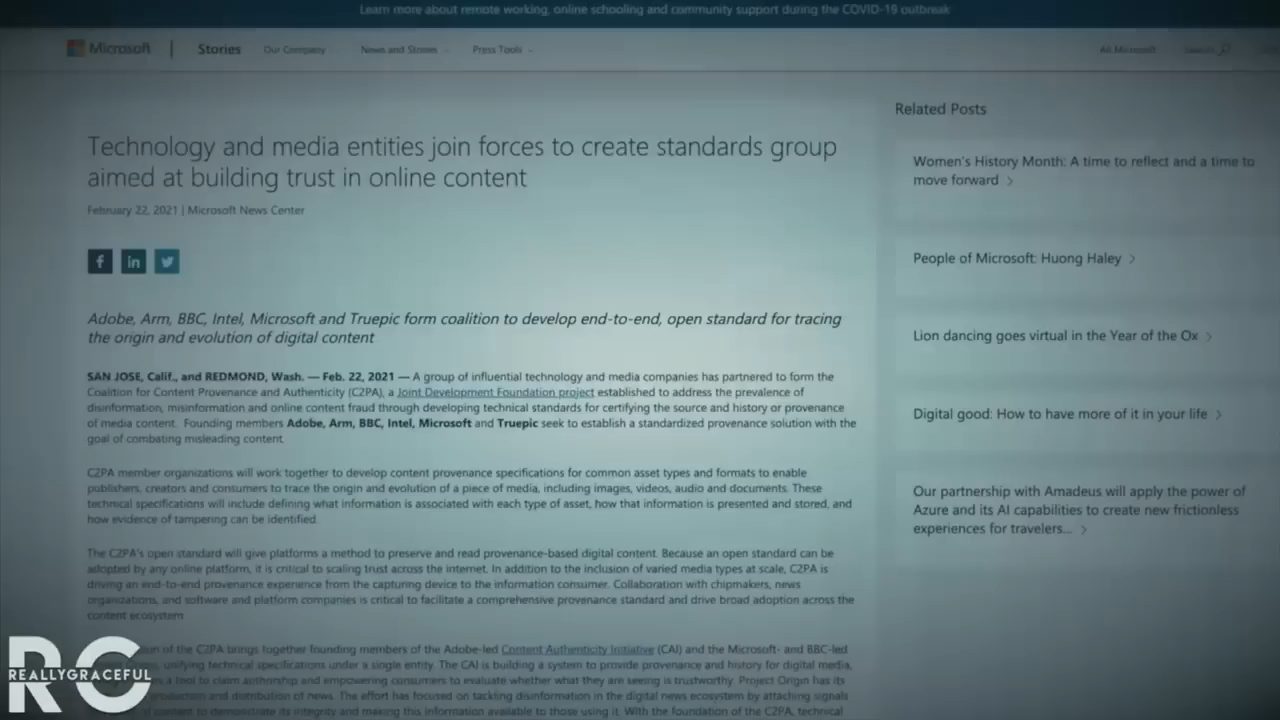 Learn more about remote working, online schooling and community support during the COVID-19 outbreak
Microsoft | Stories Our Company News and Stories Press Tools All Microsoft Search
Technology and media entities join forces to create standards group
aimed at building trust in online content
February 22, 2021 | Microsoft News Center
Adobe, Arm, BBC, Intel, Microsoft and Truepic form coalition to develop end-to-end, open standard for tracing
the origin and evolution of digital content
SAN JOSE, Calif., and REDMOND, Wash. — Feb. 22, 2021 — A group of influential technology and media companies has partnered to form the
Coalition for Content Provenance and Authenticity (C2PA), a Joint Development Foundation project established to address the prevalence of
disinformation, misinformation and online content fraud through developing technical standards for certifying the source and history or provenance
of media content. Founding members Adobe, Arm, BBC, Intel, Microsoft and Truepic seek to establish a standardized provenance solution with the
goal of combating misleading content.
C2PA member organizations will work together to develop content provenance specifications for common asset types and formats to enable
publishers, creators and consumers to trace the origin and evolution of a piece of media, including images, videos, audio and documents. These
technical specifications will include defining what information is associated with each type of asset, how that information is presented and stored, and
how evidence of tampering can be identified.
The C2PA's open standard will give platforms a method to preserve and read provenance-based digital content. Because an open standard can be
adopted by any online platform, it is critical to scaling trust across the internet. In addition to the inclusion of varied media types at scale, C2PA is
driving an end-to-end provenance experience from the capturing device to the information consumer. Collaboration with chipmakers, news
organizations, and software and platform companies is critical to facilitate a comprehensive provenance standard and drive broad adoption across the
content ecosystem.
of the C2PA brings together founding members of the Adobe-led Content Authenticity Initiative (CAI) and the Microsoft- and BBC-led
unifying technical specifications under a single entity. The CAI is building a system to provide provenance and history for digital media,
a tool to claim authorship and empowering consumers to evaluate whether what they are seeing is trustworthy. Project Origin has its
production and distribution of news. The effort has focused on tackling disinformation in the digital news ecosystem by attaching signals
content to demonstrate its integrity and making this information available to those using it. With the foundation of the C2PA, technical
Related Posts
Women's History Month: A time to reflect and a time to
move forward >
People of Microsoft: Huong Haley >
Lion dancing goes virtual in the Year of the Ox >
Digital good: How to have more of it in your life >
Our partnership with Amadeus will apply the power of
Azure and its AI capabilities to create new frictionless
experiences for travelers... >
RG
REALLYGRACEFUL